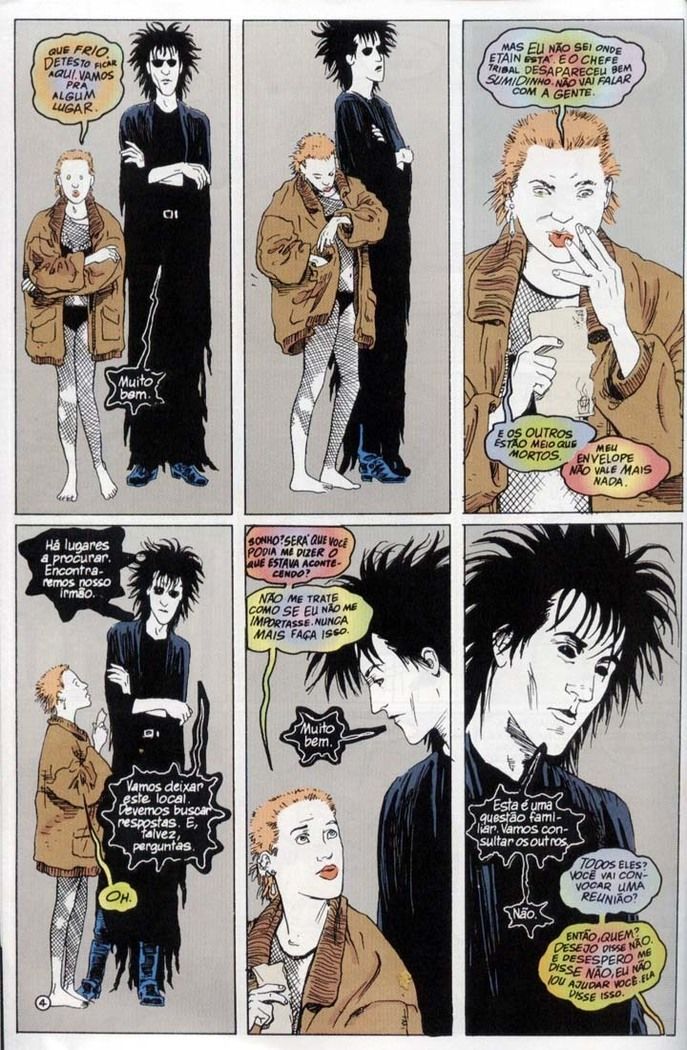 QUE FRIO.
DETESTO FICAR
AQUI. VAMOS
PRA
ALGUM
LUGAR.
Muito
bem.
MAS EU NÃO SEI ONDE
ETAIN ESTÁ. E O CHEFE
TRIBAL DESAPARECEU BEM
SUMIDINHO. NÃO VAI FALAR
COM A GENTE.
E OS OUTROS
ESTÃO MEIO QUE
MORTOS.
MEU
ENVELOPE
NÃO VALE MAIS
NADA.
Há lugares
a procurar.
Encontra-
remos nosso
irmão.
Vamos deixar
este local.
Devemos buscar
respostas. E,
talvez,
perguntas.
OH.
SONHO? SERÁ QUE VOCÊ
PODIA ME DIZER O
QUE ESTAVA ACONTE-
CENDO?
NÃO ME TRATE
COMO SE EU NÃO ME
IMPORTASSE. NUNCA
MAIS FAÇA ISSO.
Muito
bem.
Esta é uma
questão fami-
liar. Vamos con-
sultar os outros.
TODOS ELES?
VOCÊ VAI CON-
VOCAR UMA
REUNIÃO?
Não.
ENTÃO, QUEM?
DESEJO DISSE NÃO.
E DESESPERO ME
DISSE NÃO, EU NÃO
IOU AJUDAR VOCÊ. ELA
DISSE ISSO.
4